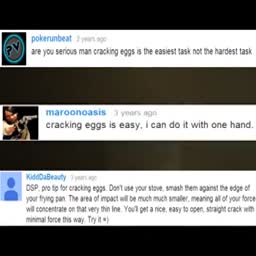 pokerunbeat 2 years ago
are you serious man cracking eggs is the easiest task not the hardest task
maroonoasis 3 years ago
cracking eggs is easy, i can do it with one hand.
KiddDaBeauty 3 years ago
DSP, pro tip for cracking eggs. Don't use your stove, smash them against the edge of
your frying pan. The area of impact will be much much smaller, meaning all of your force
will concentrate on that very thin line. You'll get a nice, easy to open, straight crack with
minimal force this way. Try it =)